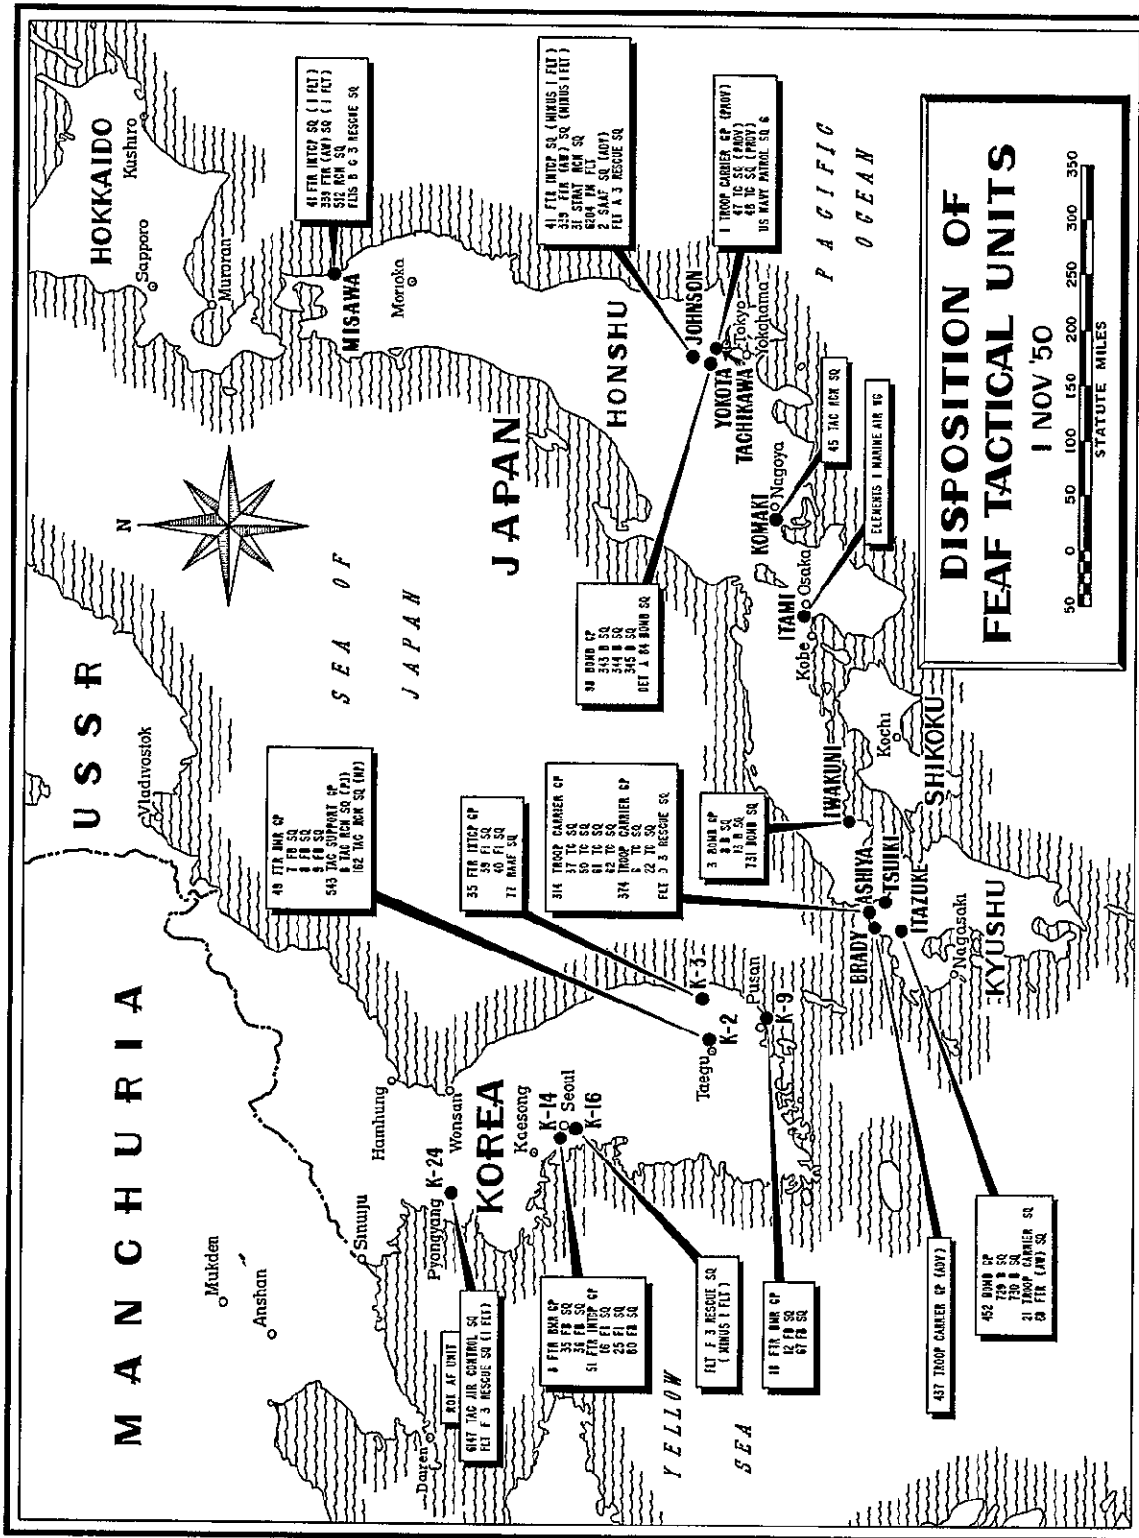 DISPOSITION OF
FEAF TACTICAL UNITS
1 NOV '50
50 0 50 100 150 200 250 300 350
STATUTE MILES
MANCHURIA
USSR
Vladivostok
Mukden
Anshan
Dairen
Sinuiju
Hamhung
Wonsan
Pyongyang
K-24
KOREA
Kaesong
K-14
Seoul
K-16
Taegu
K-2
K-3
Pusan
K-9
N
SEA OF
JAPAN
YELLOW
SEA
PACIFIC
OCEAN
JAPAN
HOKKAIDO
Kushiro
Sapporo
Muroran
MISAWA
Morioka
HONSHU
JOHNSON
YOKOTA
TACHIKAWA
Tokyo
Yokohama
KOMAKI
Nagoya
ITAMI
Osaka
Kobe
IWAKUNI
Kochi
SHIKOKU
ASHIYA
TSUIKI
BRADY
ITAZUKE
Nagasaki
KYUSHU
ROK AF UNIT
6147 TAC AIR CONTROL SQ
FLT F 3 RESCUE SQ (1 FLT)
8 FTR BMR GP
35 FB SQ
36 FB SQ
51 FTR INTCP GP
16 FI SQ
25 FI SQ
80 FB SQ
FLT F 3 RESCUE SQ
(MINUS 1 FLT)
18 FTR BMR GP
12 FB SQ
67 FB SQ
437 TROOP CARRIER GP (ADV)
452 BOMB GP
729 B SQ
730 B SQ
21 TROOP CARRIER SQ
68 FTR (AW) SQ
49 FTR BMR GP
7 FB SQ
8 FB SQ
9 FB SQ
543 TAC SUPPORT GP
8 TAC RCN SQ (PJ)
162 TAC RCN SQ (NP)
35 FTR INTCP GP
39 FI SQ
40 FI SQ
77 RAAF SQ
314 TROOP CARRIER GP
37 TC SQ
50 TC SQ
61 TC SQ
62 TC SQ
374 TROOP CARRIER GP
6 TC SQ
22 TC SQ
FLT D 3 RESCUE SQ
3 BOMB GP
8 B SQ
13 B SQ
731 BOMB SQ
98 BOMB GP
343 B SQ
344 B SQ
345 B SQ
DET A 84 BOMB SQ
ELEMENTS 1 MARINE AIR WG
45 TAC RCN SQ
41 FTR INTCP SQ (1 FLT)
339 FTR (AW) SQ (1 FLT)
512 RCN SQ
FLTS B C 3 RESCUE SQ
41 FTR INTCP SQ (MINUS 1 FLT)
339 FTR (AW) SQ (MINUS 1 FLT)
31 STRAT RCN SQ
6204 PM FLT
2 SAAF SQ (ADV)
FLT A 3 RESCUE SQ
1 TROOP CARRIER GP (PROV)
47 TC SQ (PROV)
48 TC SQ (PROV)
US NAVY PATROL SQ 6